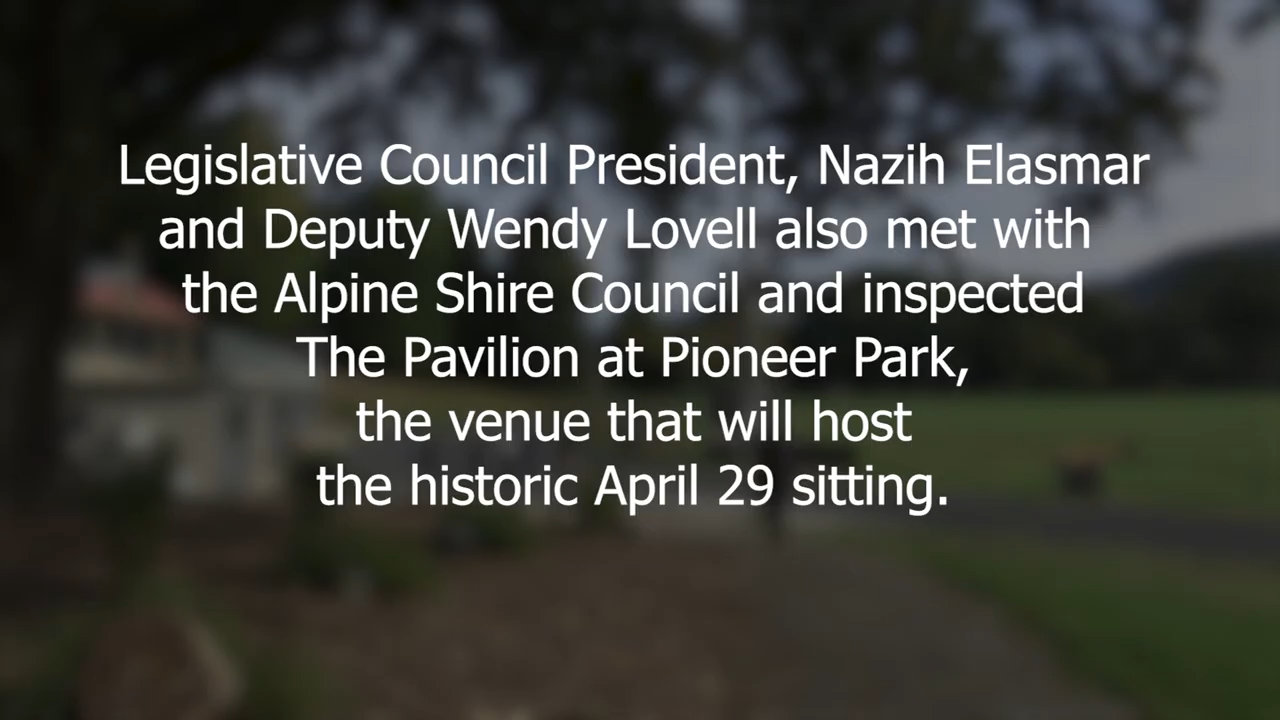 Legislative Council President, Nazih Elasmar
and Deputy Wendy Lovell also met with
the Alpine Shire Council and inspected
The Pavilion at Pioneer Park,
the venue that will host
the historic April 29 sitting.